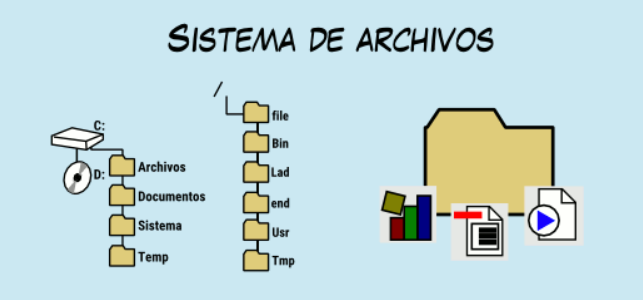 SISTEMA DE ARCHIVOS
C:
D:
Archivos
Documentos
Sistema
Temp
/
file
Bin
Lad
end
Usr
Tmp